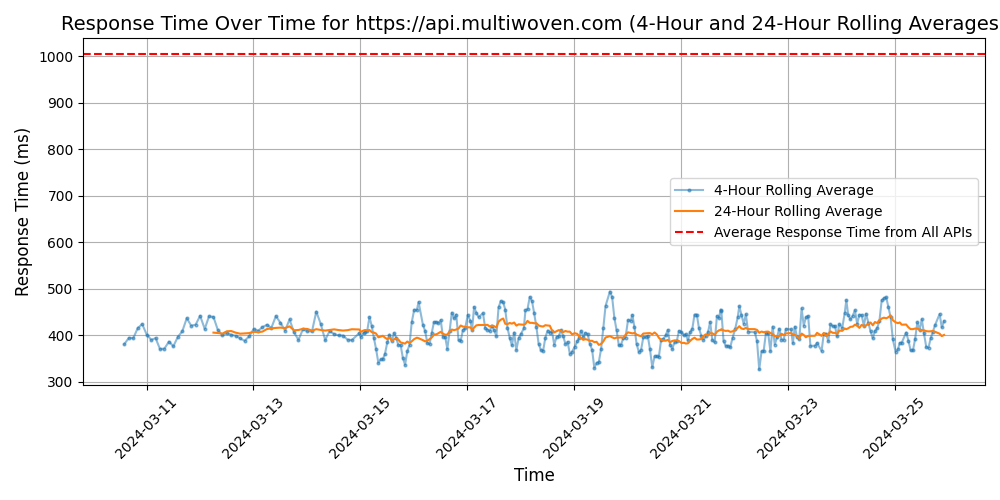 Response Time Over Time for https://api.multiwoven.com (4-Hour and 24-Hour Rolling Averages
Response Time (ms)
1000
900
800
700
600
500
400
300
4-Hour Rolling Average
24-Hour Rolling Average
Average Response Time from All APIs
2024-03-11
2024-03-13
2024-03-15
2024-03-17
2024-03-19
2024-03-21
2024-03-23
2024-03-25
Time